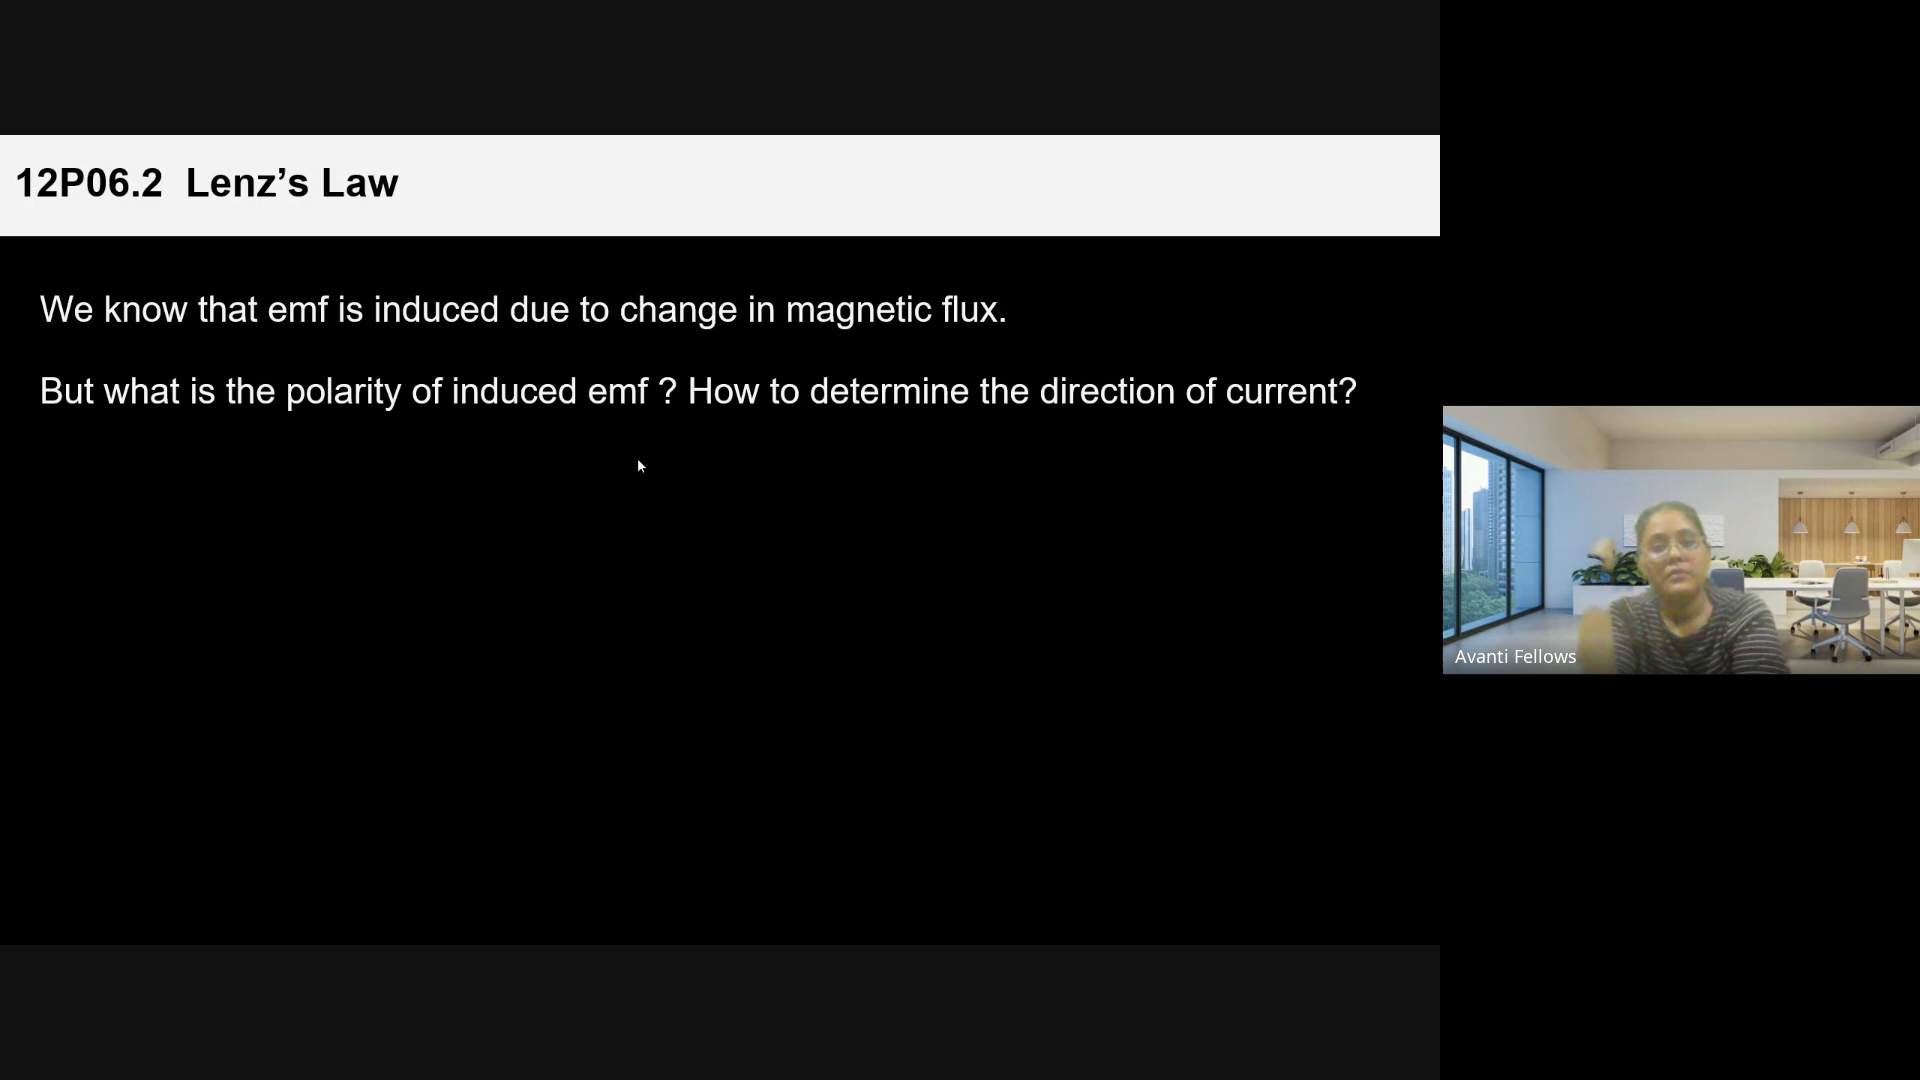 12P06.2 Lenz’s Law
We know that emf is induced due to change in magnetic flux.
But what is the polarity of induced emf ? How to determine the direction of current?
Avanti Fellows